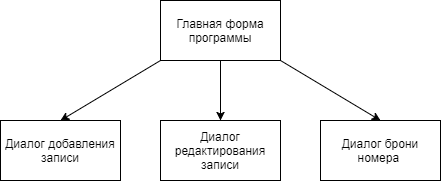 Главная форма
программы
Диалог добавления
записи
Диалог
редактирования
записи
Диалог брони
номера